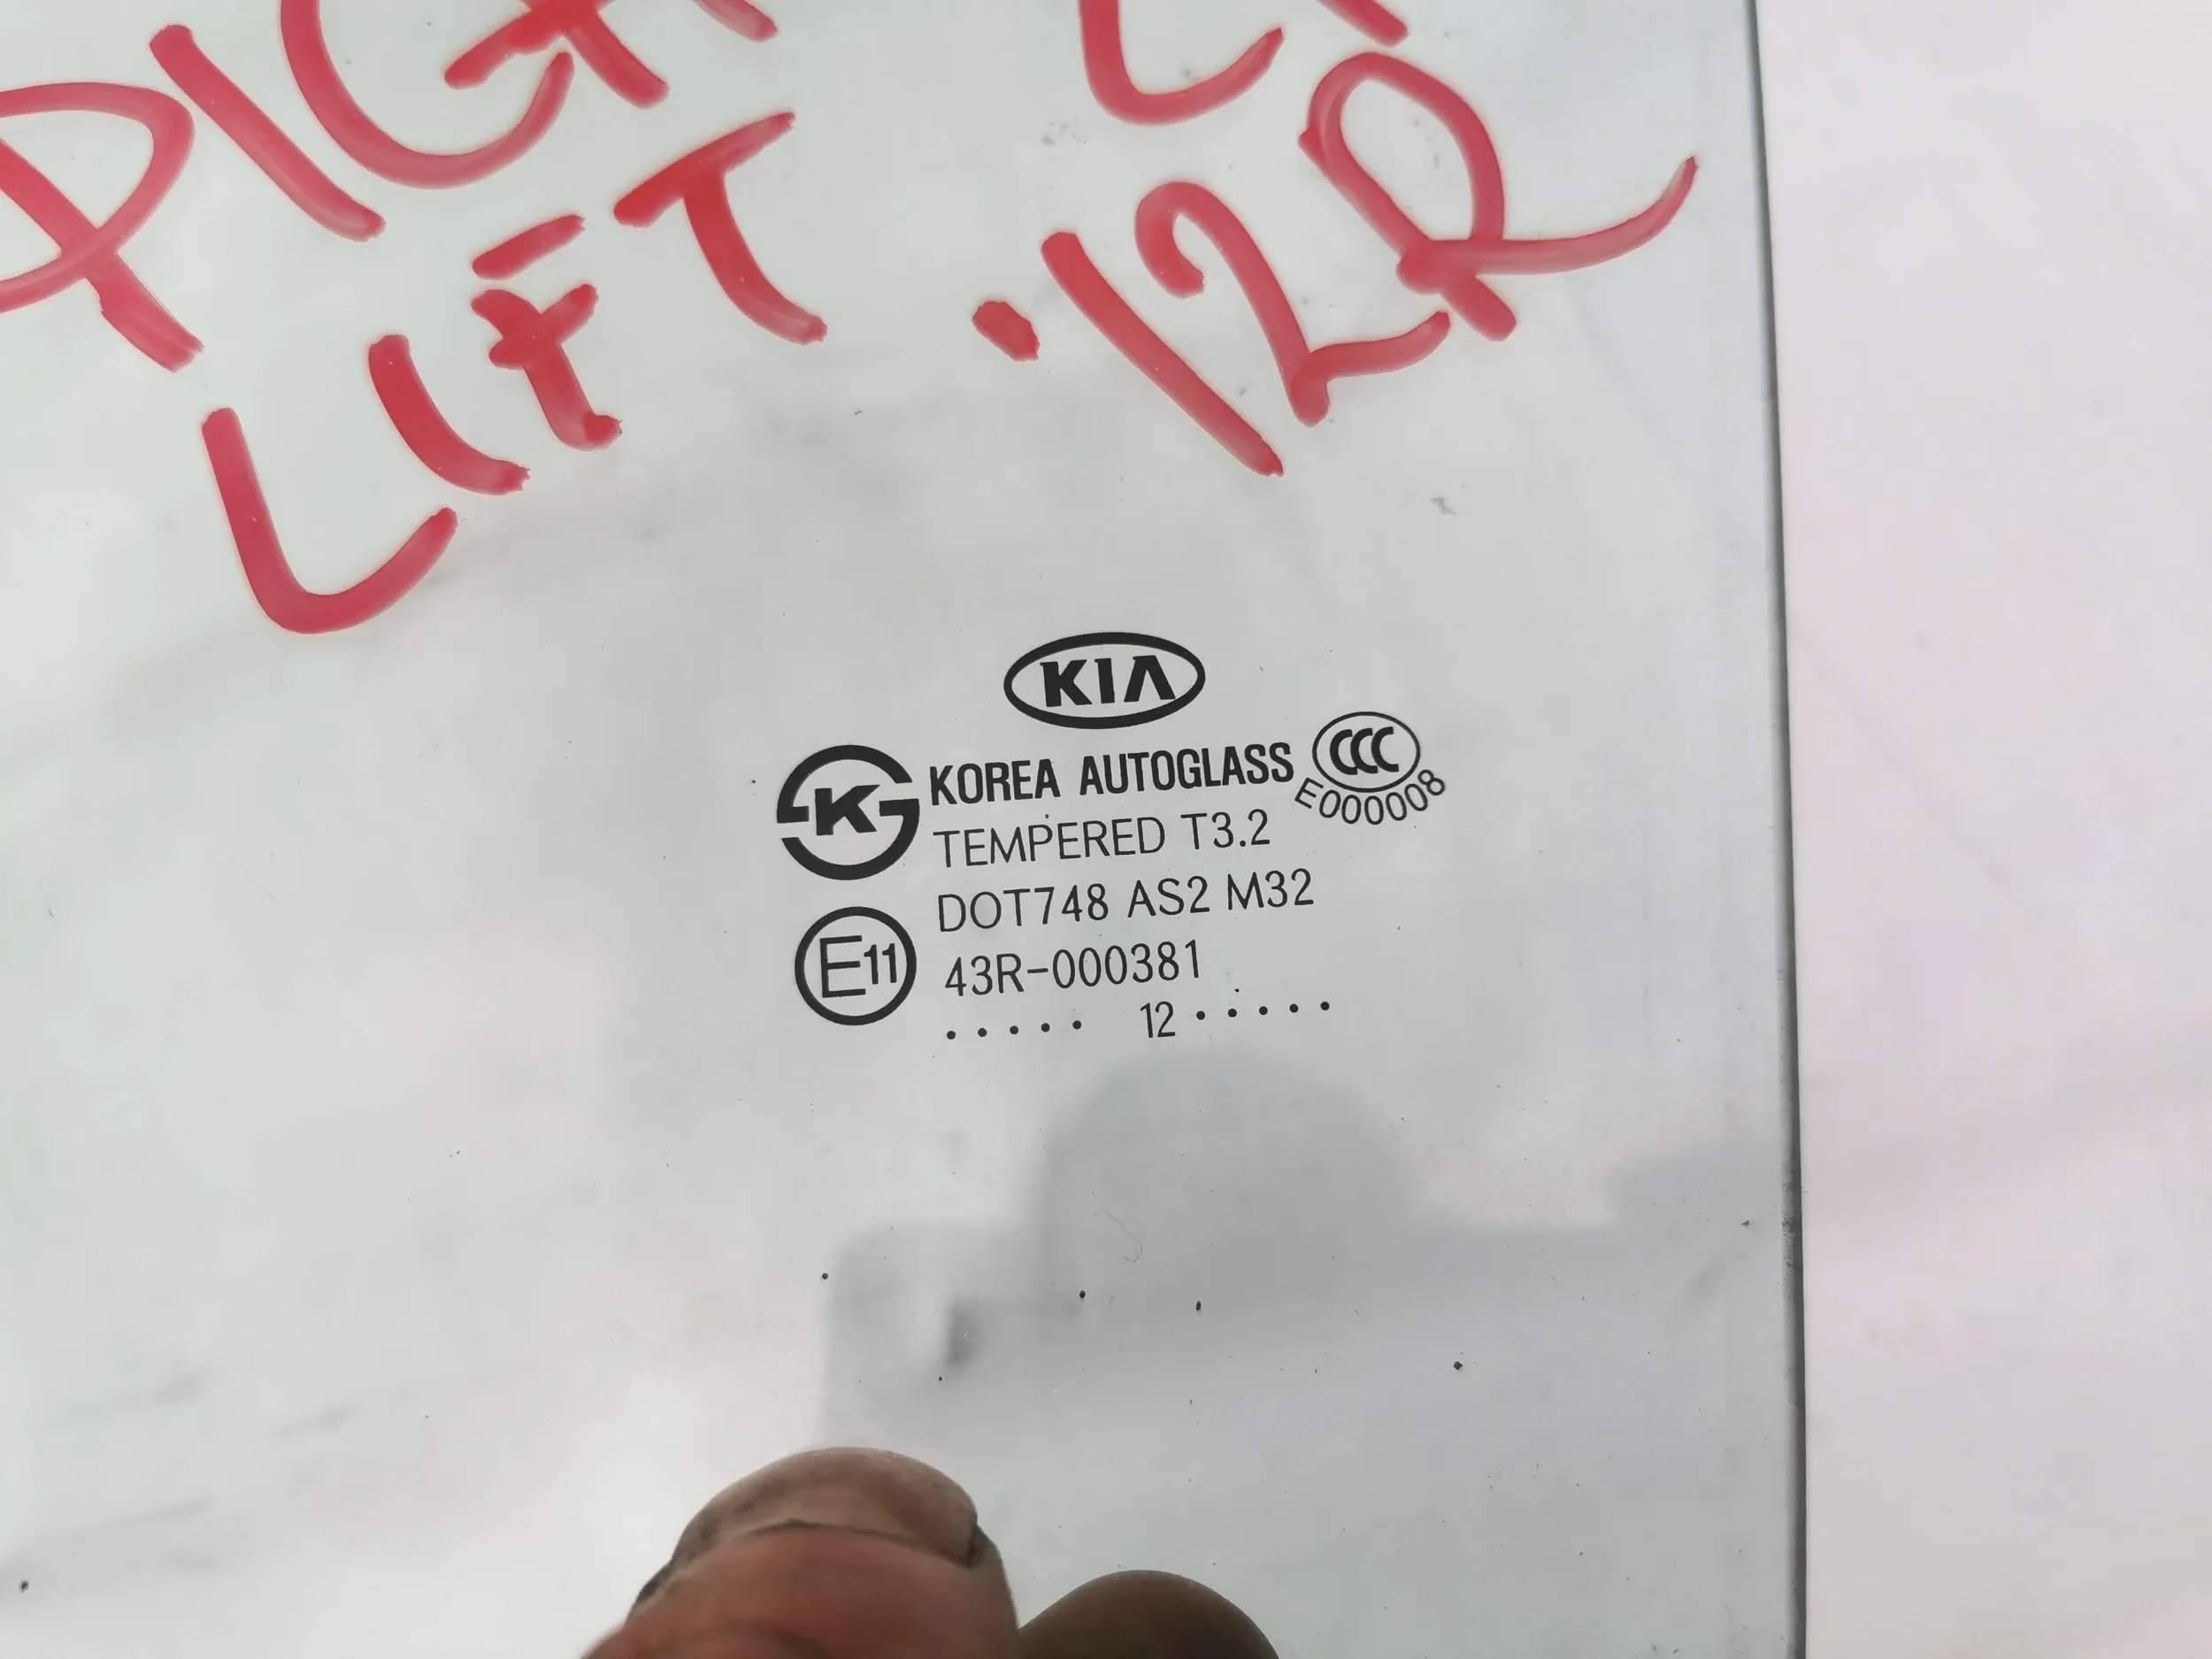 LIFT '12R
KIA
KOREA AUTOGLASS
CCC
E000008
K
TEMPERED T3.2
DOT748 AS2 M32
E11
43R-000381
. . . . . 12 . . . . .